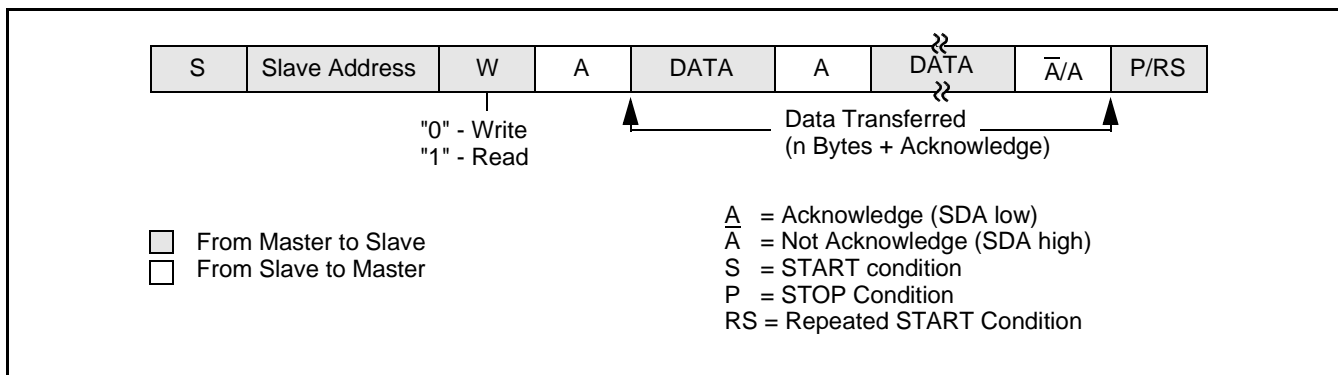 S Slave Address W A DATA A DATA A̅/A P/RS
"0" - Write
"1" - Read
Data Transferred
(n Bytes + Acknowledge)
From Master to Slave
From Slave to Master
A = Acknowledge (SDA low)
A̅ = Not Acknowledge (SDA high)
S = START condition
P = STOP Condition
RS = Repeated START Condition